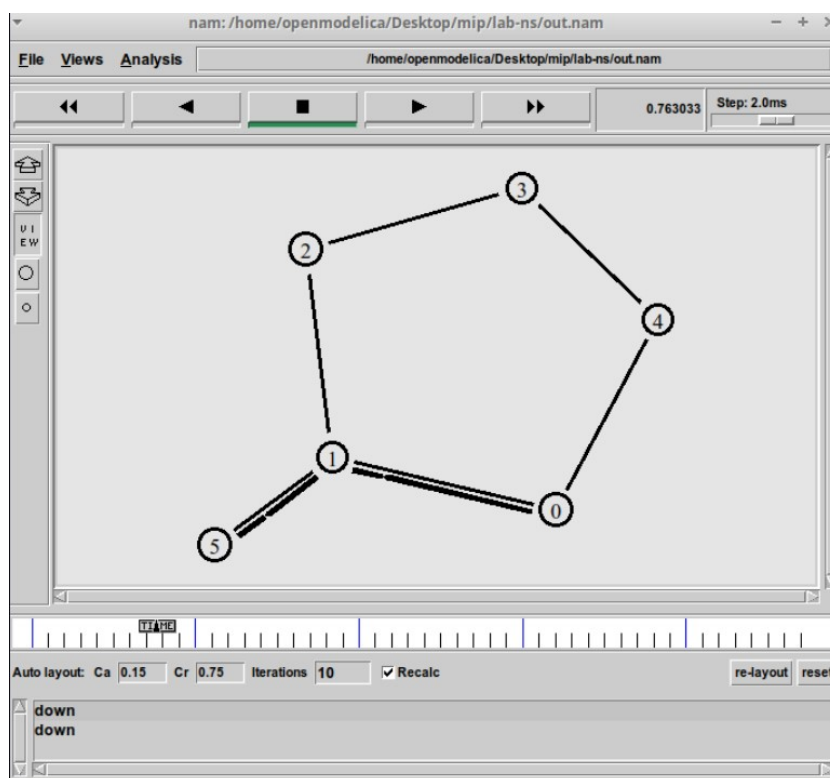 nam: /home/openmodelica/Desktop/mip/lab-ns/out.nam
File Views Analysis /home/openmodelica/Desktop/mip/lab-ns/out.nam
0.763033 Step: 2.0ms
VIEW
3
2
4
1
0
5
TIME
Auto layout: Ca 0.15 Cr 0.75 Iterations 10 Recalc re-layout reset
down
down